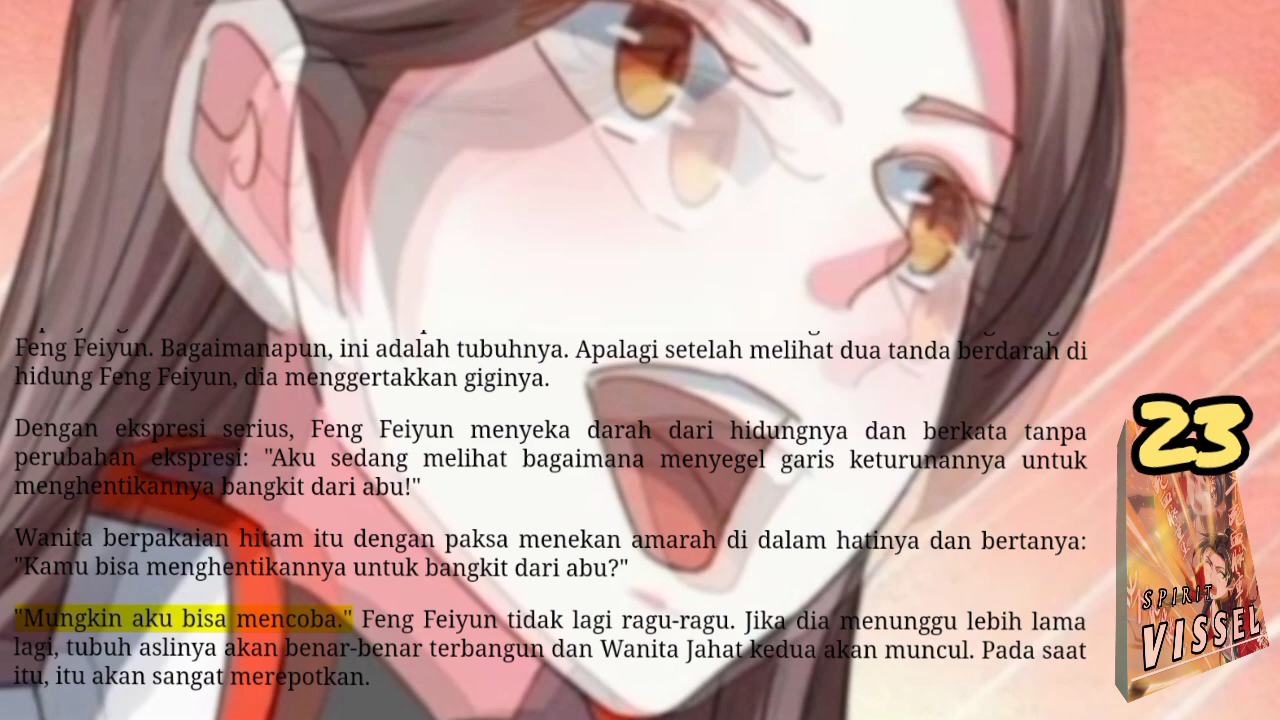 Feng Feiyun. Bagaimanapun, ini adalah tubuhnya. Apalagi setelah melihat dua tanda berdarah di
hidung Feng Feiyun, dia menggertakkan giginya.
Dengan ekspresi serius, Feng Feiyun menyeka darah dari hidungnya dan berkata tanpa
perubahan ekspresi: "Aku sedang melihat bagaimana menyegel garis keturunannya untuk
menghentikannya bangkit dari abu!"
Wanita berpakaian hitam itu dengan paksa menekan amarah di dalam hatinya dan bertanya:
"Kamu bisa menghentikannya untuk bangkit dari abu?"
"Mungkin aku bisa mencoba." Feng Feiyun tidak lagi ragu-ragu. Jika dia menunggu lebih lama
lagi, tubuh aslinya akan benar-benar terbangun dan Wanita Jahat kedua akan muncul. Pada saat
itu, itu akan sangat merepotkan.
23
SPIRIT
VISSEL